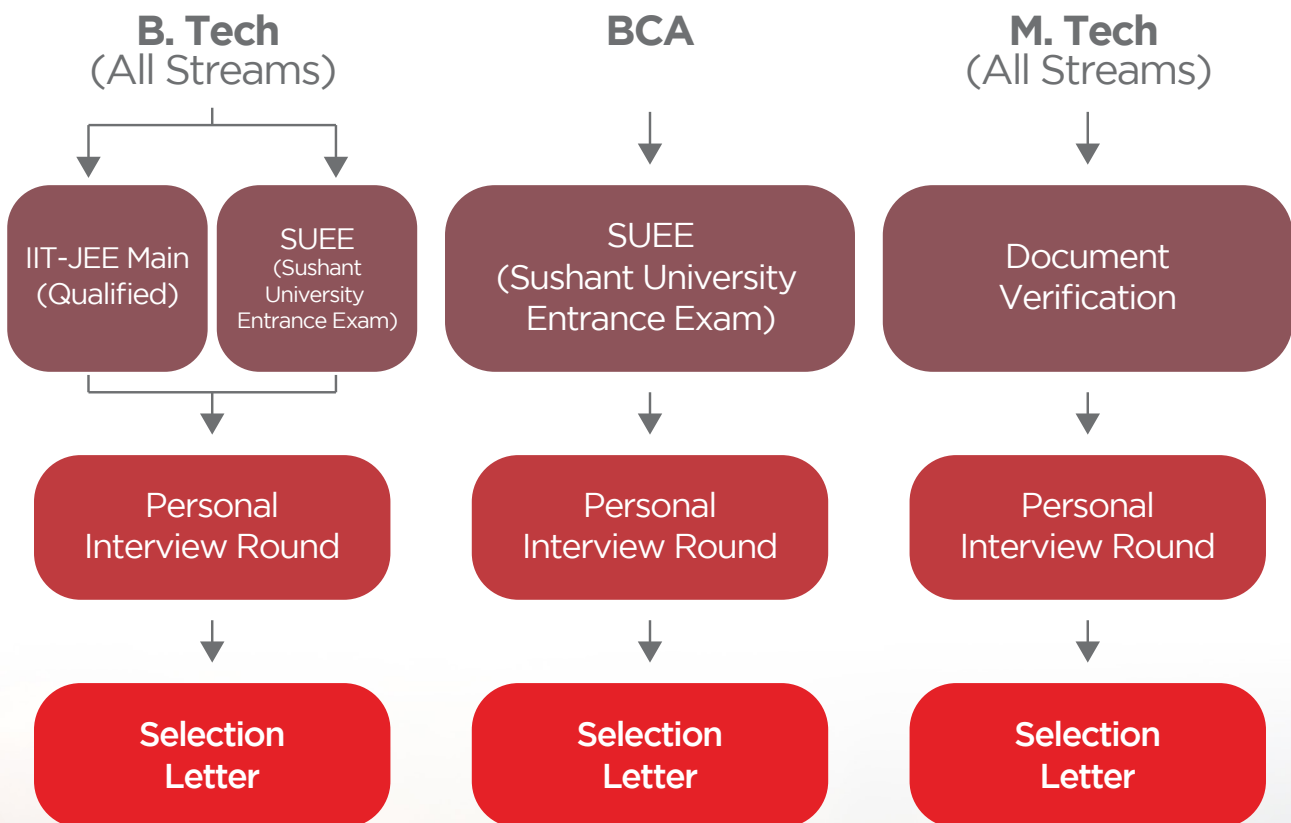 B. Tech
(All Streams)
BCA
M. Tech
(All Streams)
IIT-JEE Main
(Qualified)
SUEE
(Sushant
University
Entrance Exam)
SUEE
(Sushant University
Entrance Exam)
Document
Verification
Personal
Interview Round
Personal
Interview Round
Personal
Interview Round
Selection
Letter
Selection
Letter
Selection
Letter